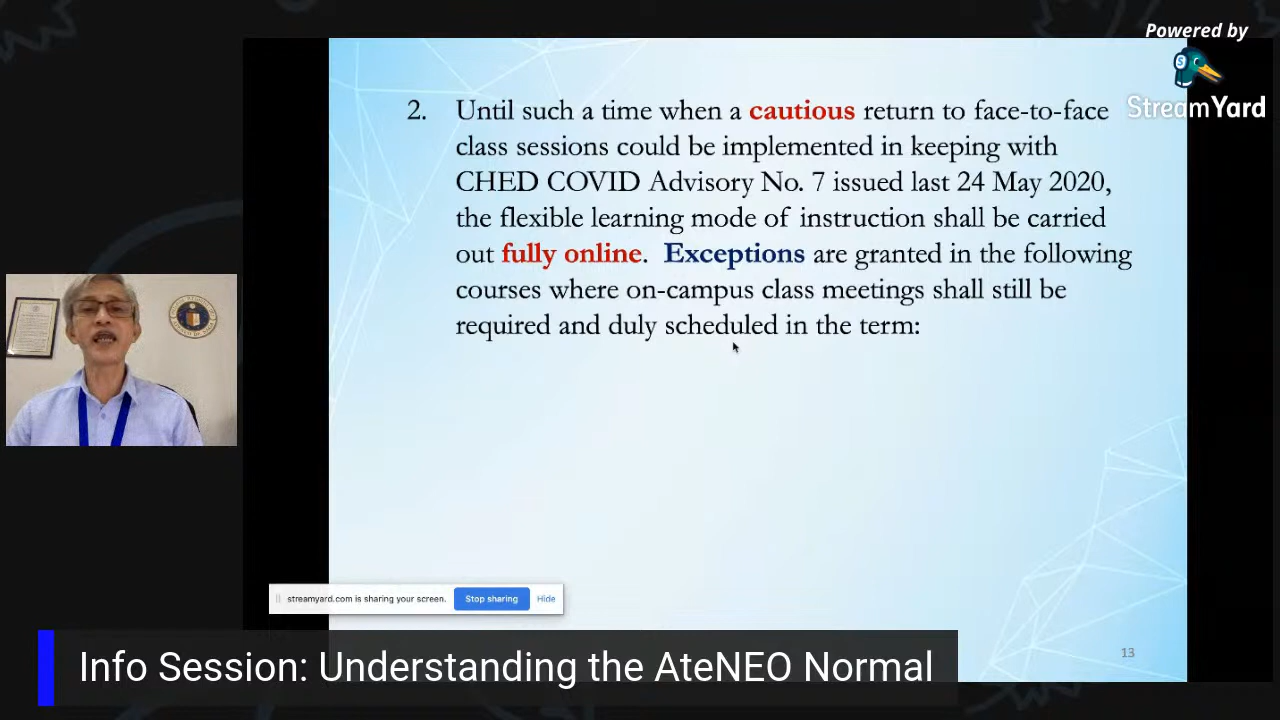 Powered by
StreamYard
2. Until such a time when a cautious return to face-to-face
class sessions could be implemented in keeping with
CHED COVID Advisory No. 7 issued last 24 May 2020,
the flexible learning mode of instruction shall be carried
out fully online. Exceptions are granted in the following
courses where on-campus class meetings shall still be
required and duly scheduled in the term:
streamyard.com is sharing your screen. Stop sharing Hide
Info Session: Understanding the AteNEO Normal
13